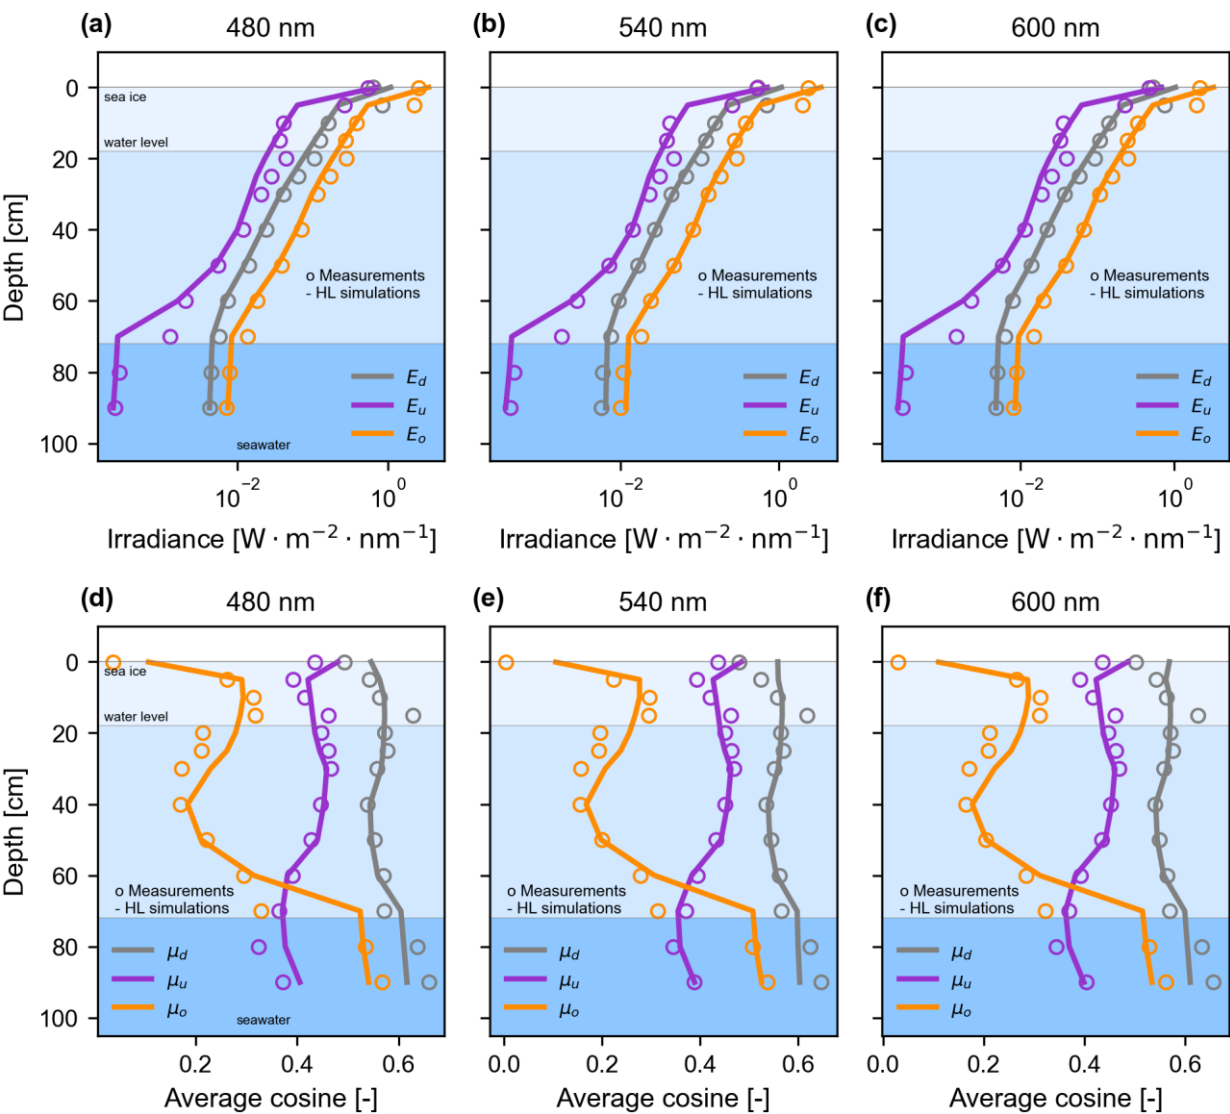 (a) 480 nm
(b) 540 nm
(c) 600 nm
0
20
40
60
80
100
Depth [cm]
sea ice
water level
o Measurements
- HL simulations
E_d
E_u
E_o
seawater
10^−2 10^0
Irradiance [W · m^−2 · nm^−1]
o Measurements
- HL simulations
E_d
E_u
E_o
10^−2 10^0
Irradiance [W · m^−2 · nm^−1]
o Measurements
- HL simulations
E_d
E_u
E_o
10^−2 10^0
Irradiance [W · m^−2 · nm^−1]
(d) 480 nm
(e) 540 nm
(f) 600 nm
0
20
40
60
80
100
Depth [cm]
sea ice
water level
o Measurements
- HL simulations
μ_d
μ_u
μ_o
seawater
0.2 0.4 0.6
Average cosine [-]
o Measurements
- HL simulations
μ_d
μ_u
μ_o
0.0 0.2 0.4 0.6
Average cosine [-]
o Measurements
- HL simulations
μ_d
μ_u
μ_o
0.0 0.2 0.4 0.6
Average cosine [-]